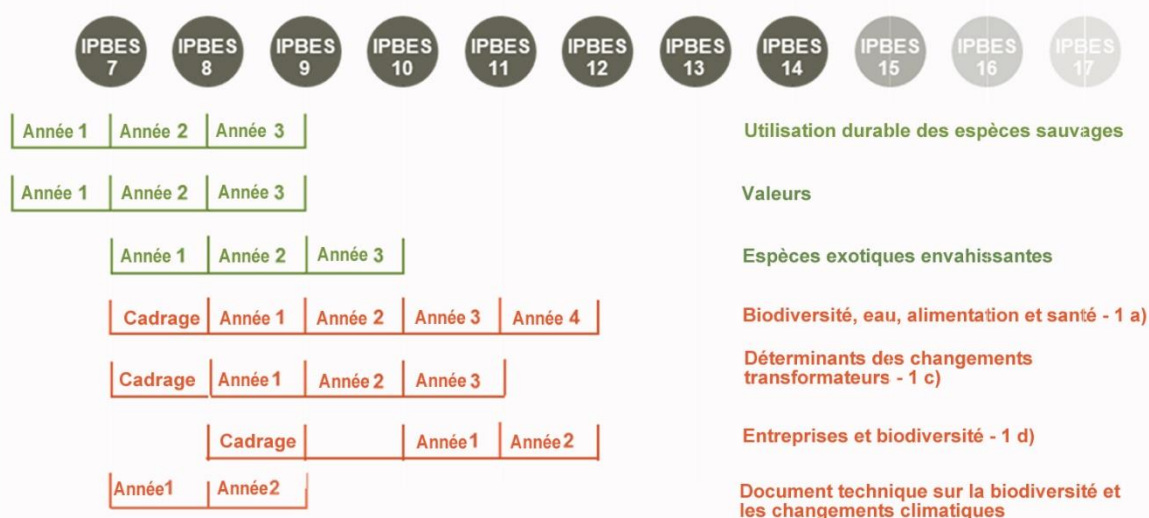 IPBES 7 IPBES 8 IPBES 9 IPBES 10 IPBES 11 IPBES 12 IPBES 13 IPBES 14 IPBES 15 IPBES 16 IPBES 17
Année 1 Année 2 Année 3 Utilisation durable des espèces sauvages
Année 1 Année 2 Année 3 Valeurs
Année 1 Année 2 Année 3 Espèces exotiques envahissantes
Cadrage Année 1 Année 2 Année 3 Année 4 Biodiversité, eau, alimentation et santé - 1 a)
Cadrage Année 1 Année 2 Année 3 Déterminants des changements
transformateurs - 1 c)
Cadrage Année 1 Année 2 Entreprises et biodiversité - 1 d)
Année1 Année2 Document technique sur la biodiversité et
les changements climatiques